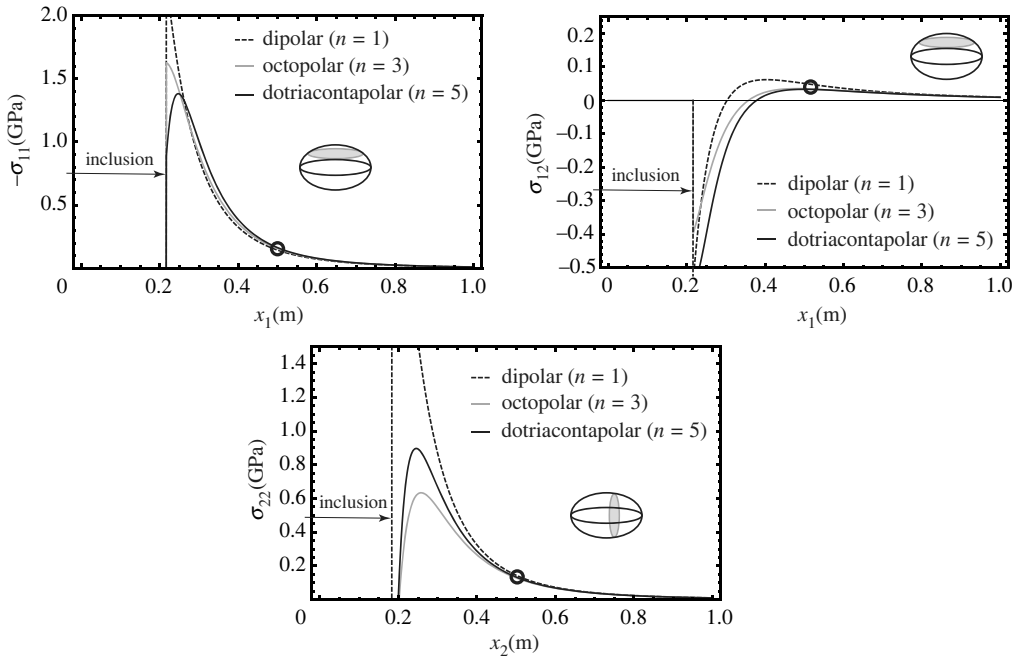 2.0
1.5
1.0
0.5
0
−σ11(GPa)
dipolar (n = 1)
octopolar (n = 3)
dotriacontapolar (n = 5)
inclusion
0 0.2 0.4 0.6 0.8 1.0
x1(m)
0.2
0.1
0
−0.1
−0.2
−0.3
−0.4
−0.5
σ12(GPa)
inclusion
dipolar (n = 1)
octopolar (n = 3)
dotriacontapolar (n = 5)
0 0.2 0.4 0.6 0.8 1.0
x1(m)
1.4
1.2
1.0
0.8
0.6
0.4
0.2
σ22(GPa)
dipolar (n = 1)
octopolar (n = 3)
dotriacontapolar (n = 5)
inclusion
0 0.2 0.4 0.6 0.8 1.0
x2(m)